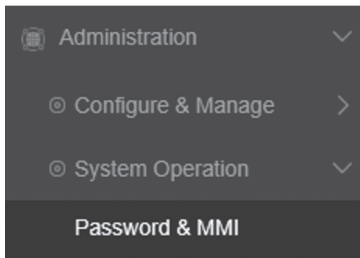 Administration
Configure & Manage
System Operation
Password & MMI